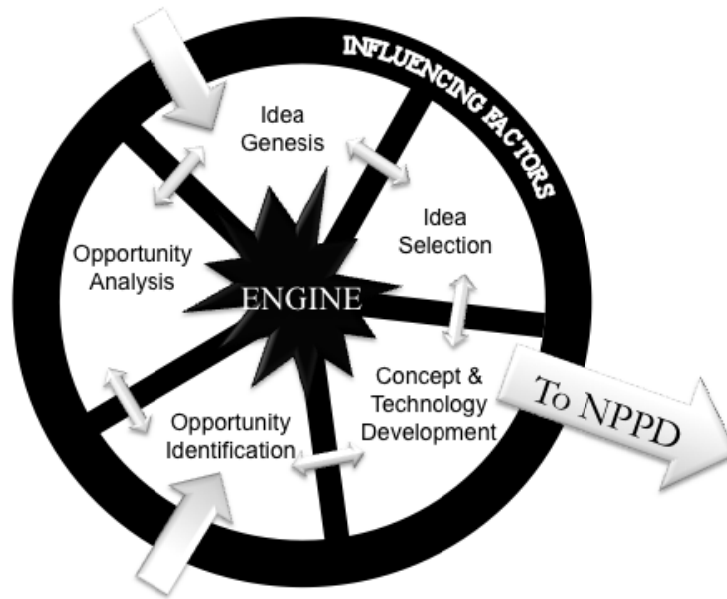 INFLUENCING FACTORS
Idea
Genesis
Idea
Selection
Opportunity
Analysis
ENGINE
Concept &
Technology
Development
To NPPD
Opportunity
Identification